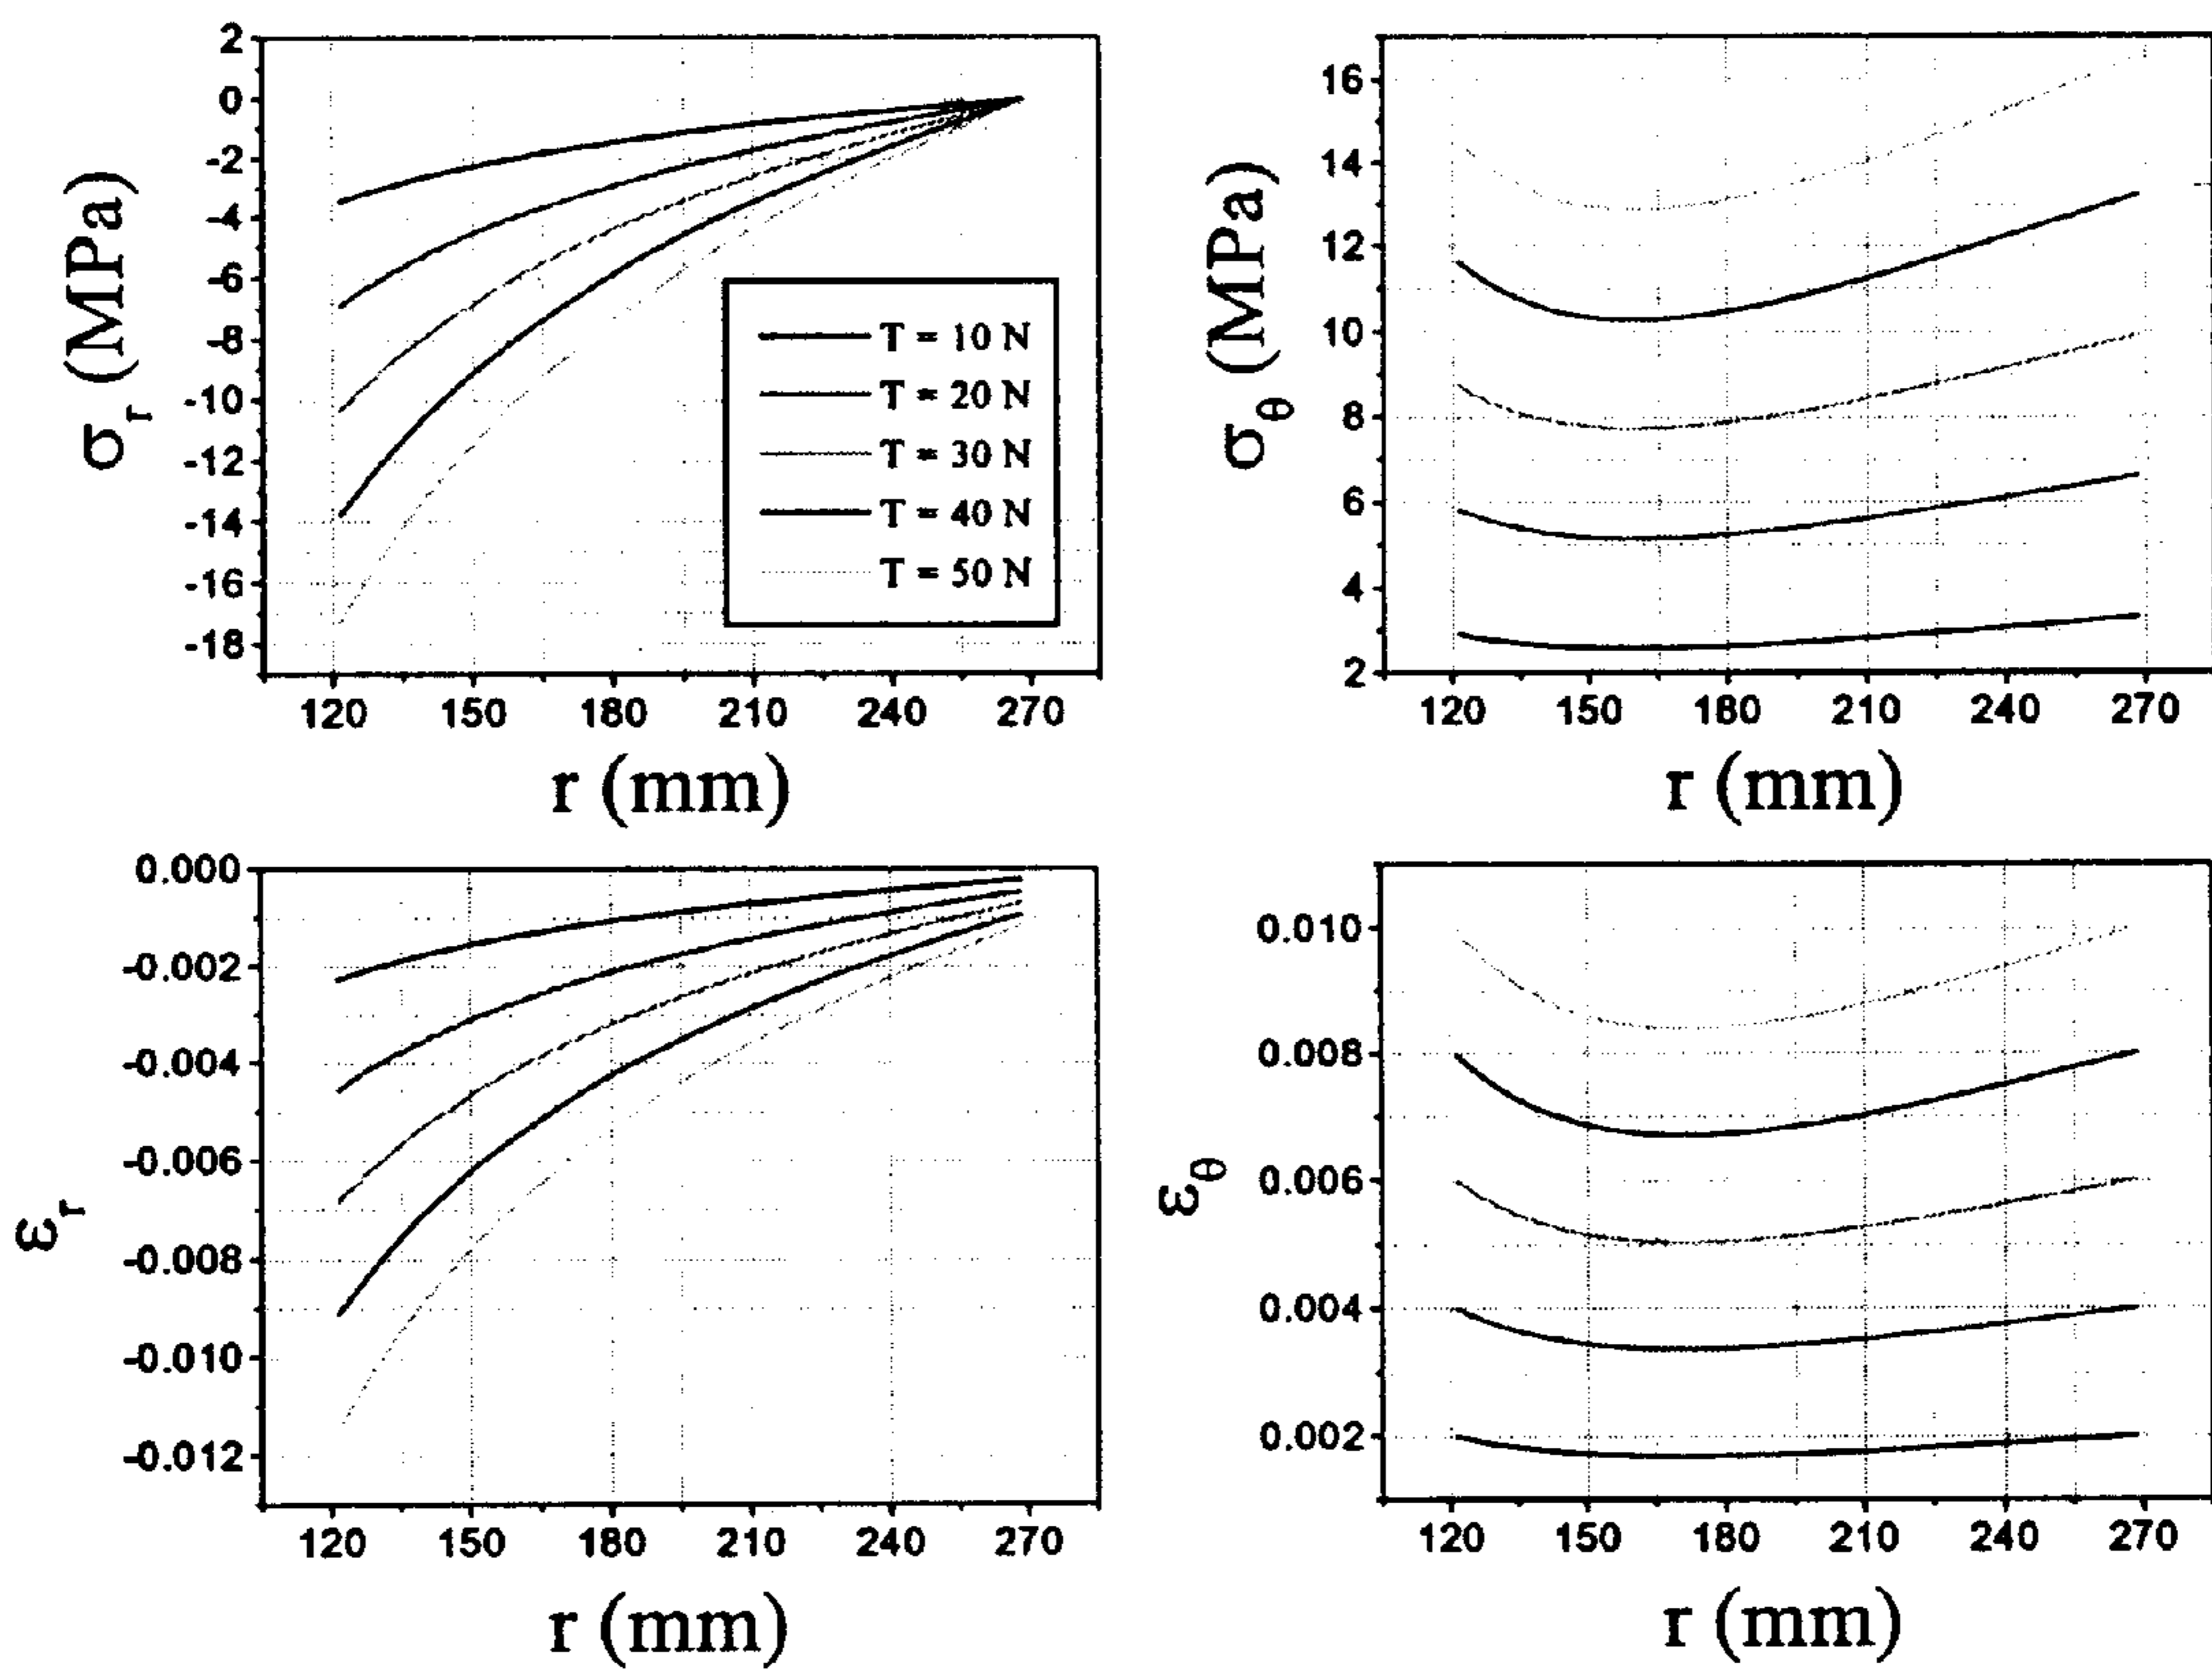 2
0
-2
-4
-6
-8
-10
-12
-14
-16
-18
σr (MPa)
T = 10 N
T = 20 N
T = 30 N
T = 40 N
T = 50 N
120 150 180 210 240 270
r (mm)
16
14
12
10
8
6
4
2
σθ (MPa)
120 150 180 210 240 270
r (mm)
0.000
-0.002
-0.004
-0.006
-0.008
-0.010
-0.012
εr
120 150 180 210 240 270
r (mm)
0.010
0.008
0.006
0.004
0.002
εθ
120 150 180 210 240 270
r (mm)